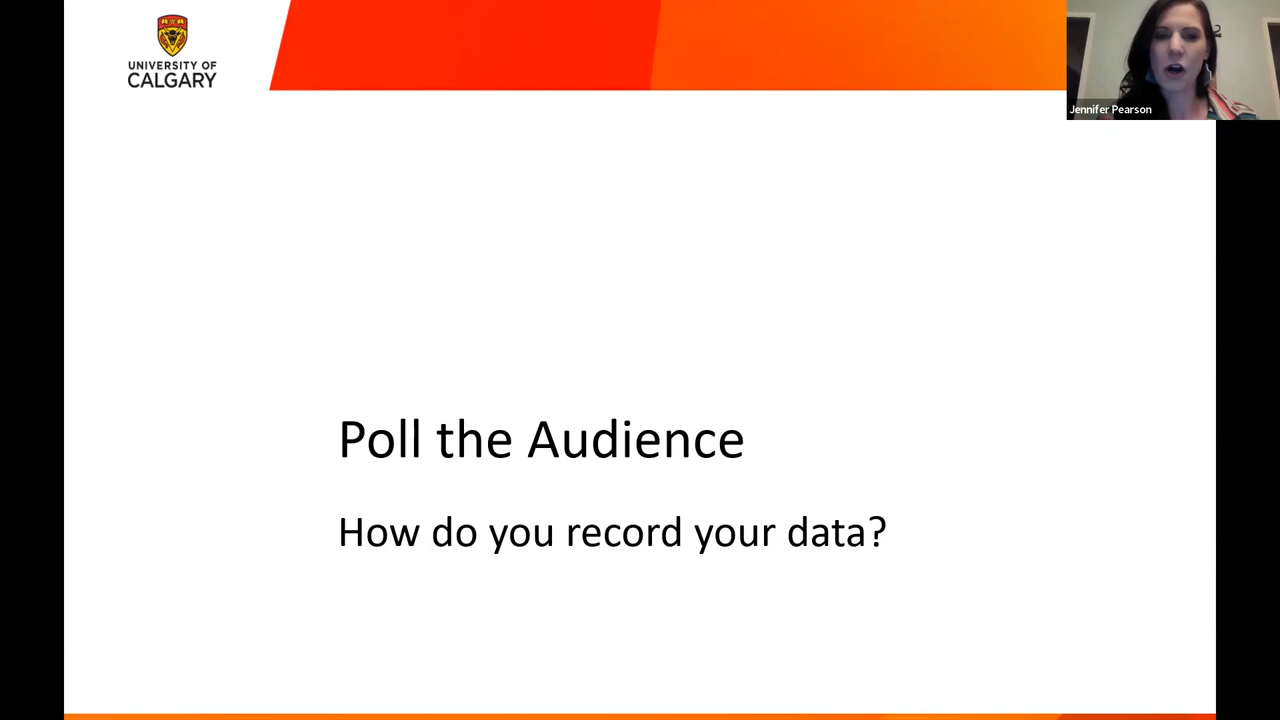 UNIVERSITY OF
CALGARY
Jennifer Pearson
Poll the Audience
How do you record your data?